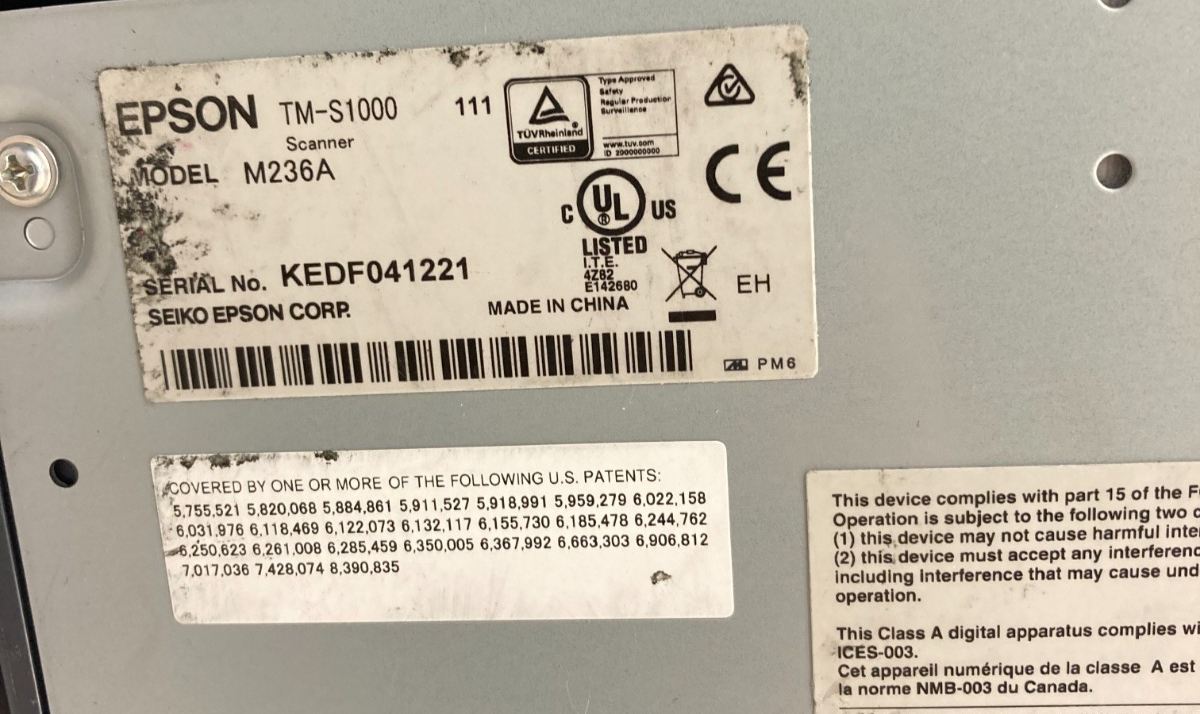 EPSON TM-S1000 111
Scanner
MODEL M236A
TÜVRheinland®
CERTIFIED
Type Approved
Safety
Regular Production
Surveillance
www.tuv.com
ID 2000000000
CE
C UL® US
LISTED
I.T.E.
4Z82
E142680
EH
SERIAL No. KEDF041221
SEIKO EPSON CORP. MADE IN CHINA
PM6
COVERED BY ONE OR MORE OF THE FOLLOWING U.S. PATENTS:
5,755,521 5,820,068 5,884,861 5,911,527 5,918,991 5,959,279 6,022,158
6,031,976 6,118,469 6,122,073 6,132,117 6,155,730 6,185,478 6,244,762
6,250,623 6,261,008 6,285,459 6,350,005 6,367,992 6,663,303 6,906,812
7,017,036 7,428,074 8,390,835
This device complies with part 15 of the
Operation is subject to the following two
(1) this device may not cause harmful
(2) this device must accept any
including Interference that may cause
operation.
This Class A digital apparatus complies
ICES-003.
Cet appareil numérique de la classe A est
la norme NMB-003 du Canada.